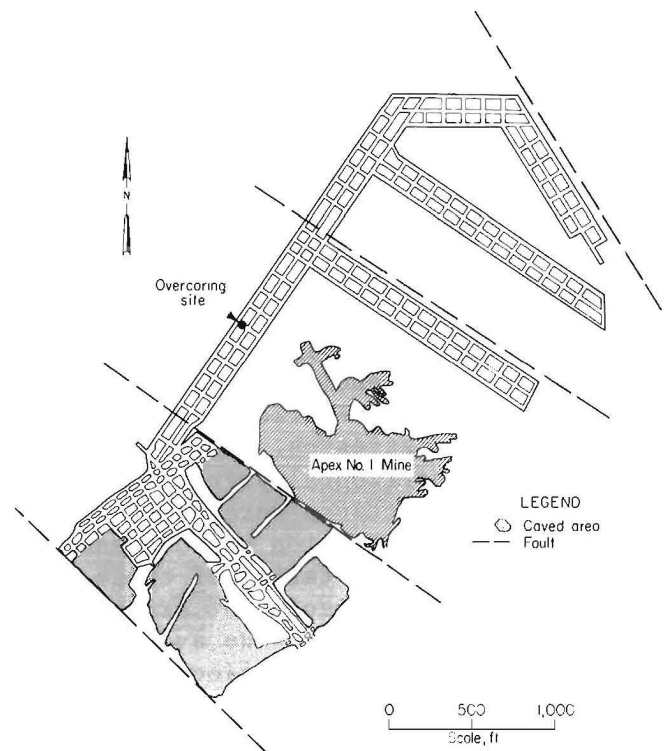 N
Overcoring
site
Apex No. 1 Mine
LEGEND
Caved area
Fault
0 500 1,000
Scale, ft